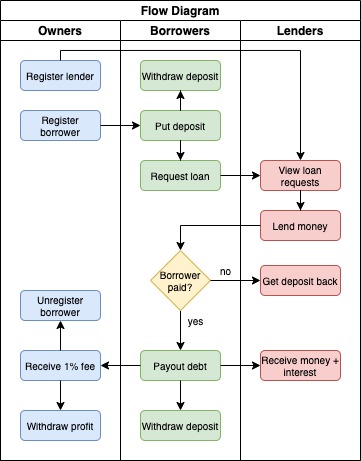 Flow Diagram
Owners
Borrowers
Lenders
Register lender
Withdraw deposit
Register
borrower
Put deposit
Request loan
View loan
requests
Lend money
Borrower
paid?
no
Get deposit back
yes
Unregister
borrower
Receive 1% fee
Payout debt
Receive money +
interest
Withdraw profit
Withdraw deposit